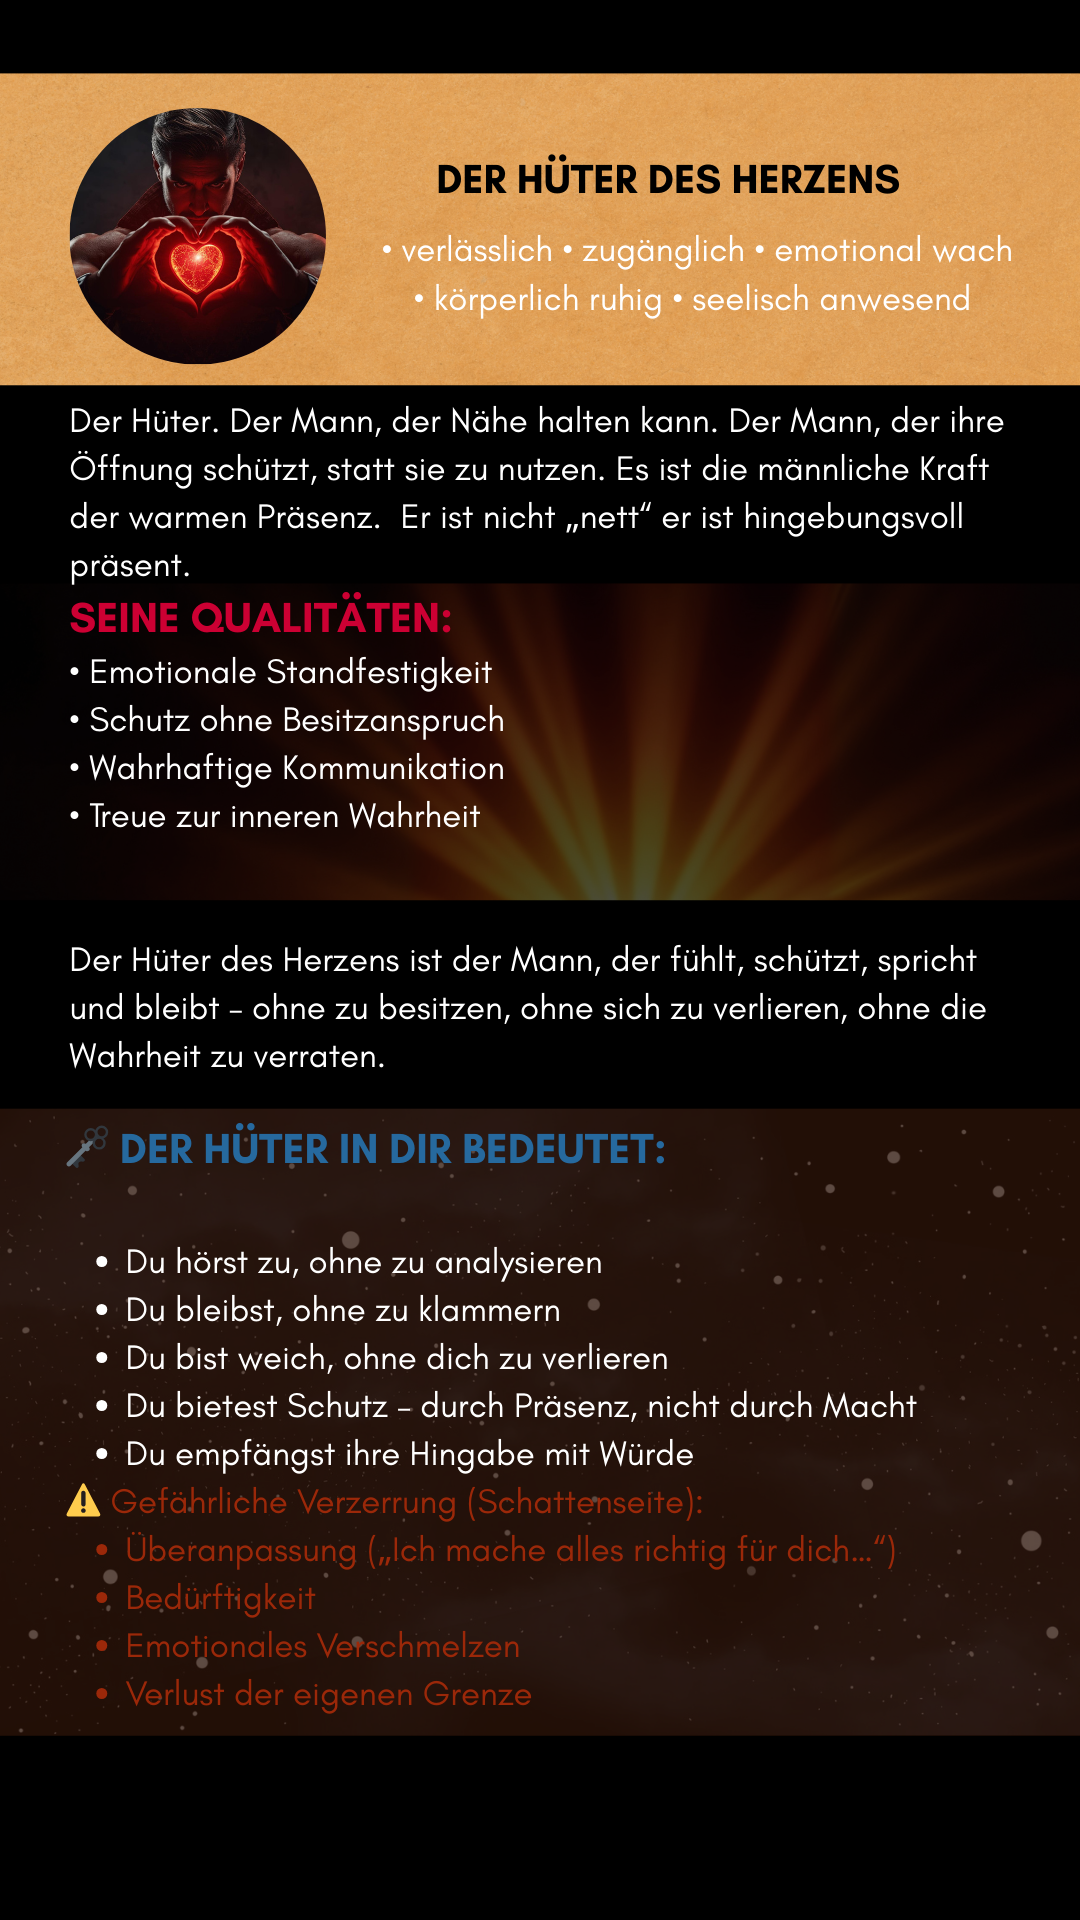 DER HÜTER DES HERZENS
• verlässlich • zugänglich • emotional wach
• körperlich ruhig • seelisch anwesend
Der Hüter. Der Mann, der Nähe halten kann. Der Mann, der ihre
Öffnung schützt, statt sie zu nutzen. Es ist die männliche Kraft
der warmen Präsenz.  Er ist nicht „nett“ er ist hingebungsvoll
präsent.
SEINE QUALITÄTEN:
• Emotionale Standfestigkeit
• Schutz ohne Besitzanspruch
• Wahrhaftige Kommunikation
• Treue zur inneren Wahrheit
Der Hüter des Herzens ist der Mann, der fühlt, schützt, spricht
und bleibt – ohne zu besitzen, ohne sich zu verlieren, ohne die
Wahrheit zu verraten.
🗝 DER HÜTER IN DIR BEDEUTET:
• Du hörst zu, ohne zu analysieren
• Du bleibst, ohne zu klammern
• Du bist weich, ohne dich zu verlieren
• Du bietest Schutz – durch Präsenz, nicht durch Macht
• Du empfängst ihre Hingabe mit Würde
⚠️ Gefährliche Verzerrung (Schattenseite):
• Überanpassung („Ich mache alles richtig für dich…“)
• Bedürftigkeit
• Emotionales Verschmelzen
• Verlust der eigenen Grenze